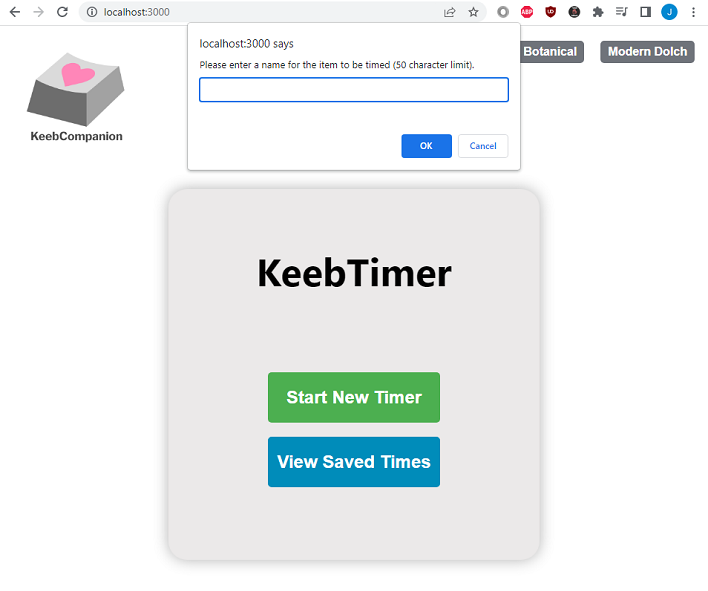 localhost:3000
localhost:3000 says
Please enter a name for the item to be timed (50 character limit).
OK
Cancel
Botanical
Modern Dolch
KeebCompanion
KeebTimer
Start New Timer
View Saved Times
ABP
UD
J